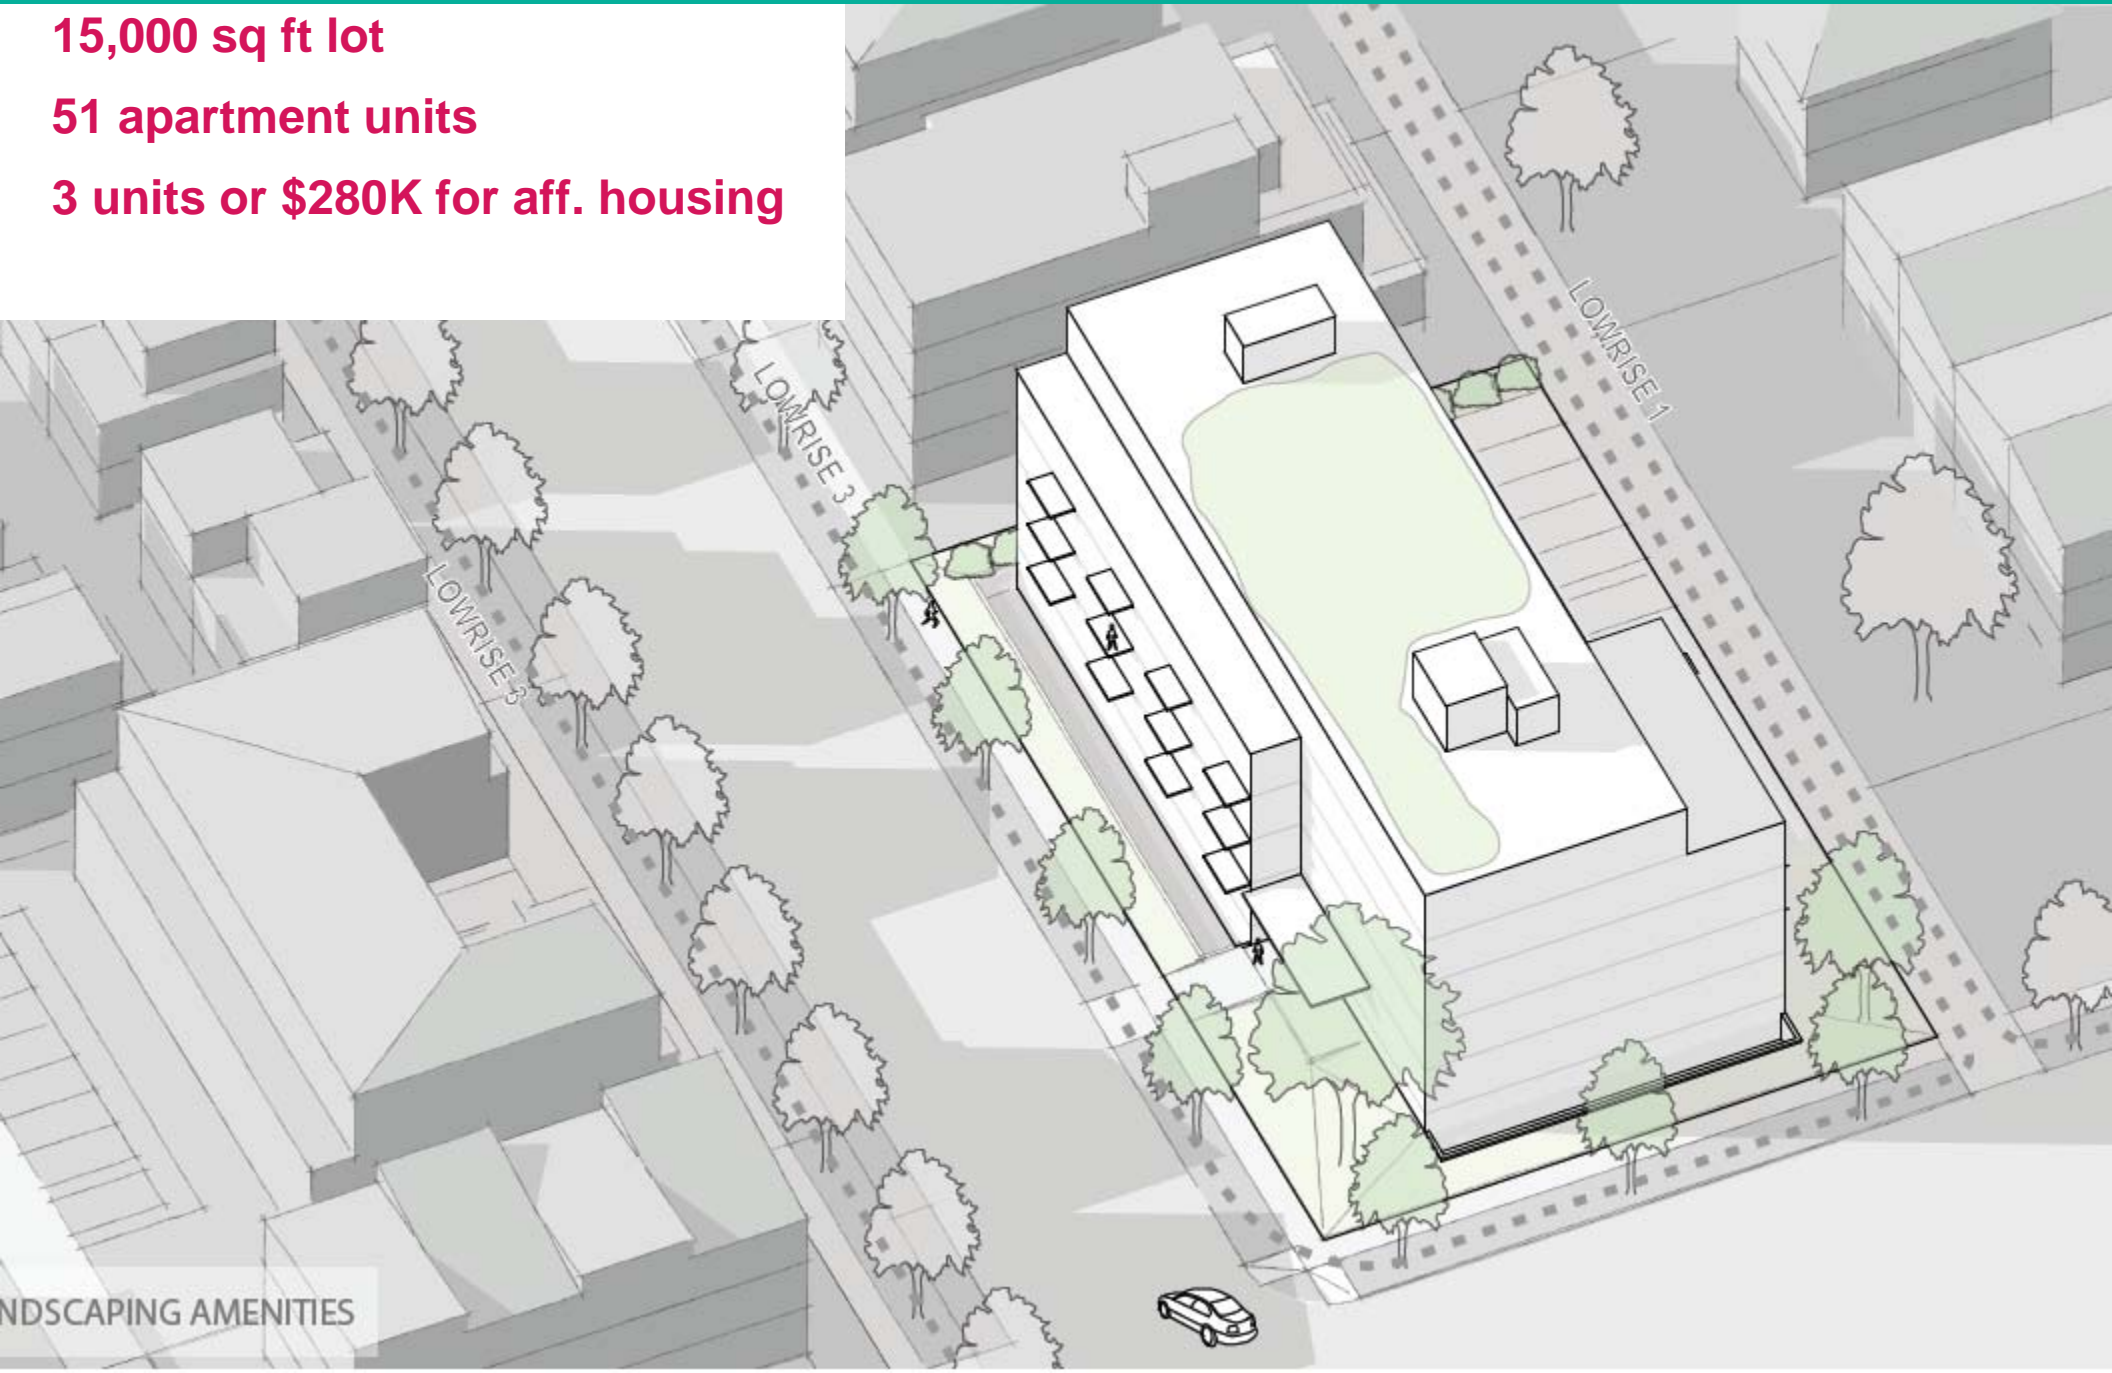 15,000 sq ft lot
51 apartment units
3 units or $280K for aff. housing
LOWRISE 1
LOWRISE 3
LOWRISE 3
NDSCAPING AMENITIES